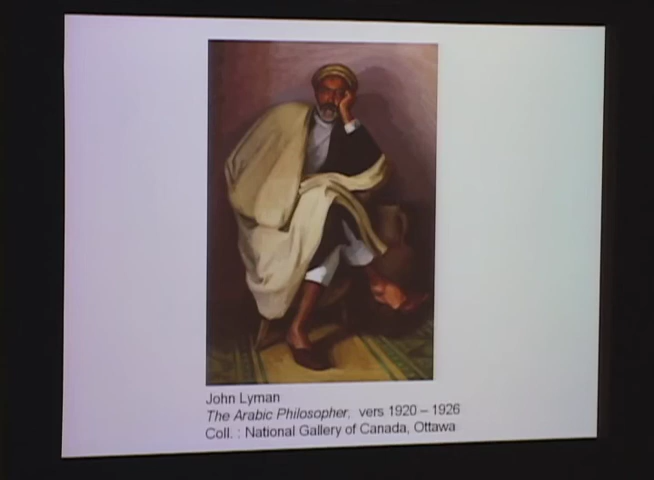 John Lyman
The Arabic Philosopher, vers 1920 – 1926
Coll. : National Gallery of Canada, Ottawa